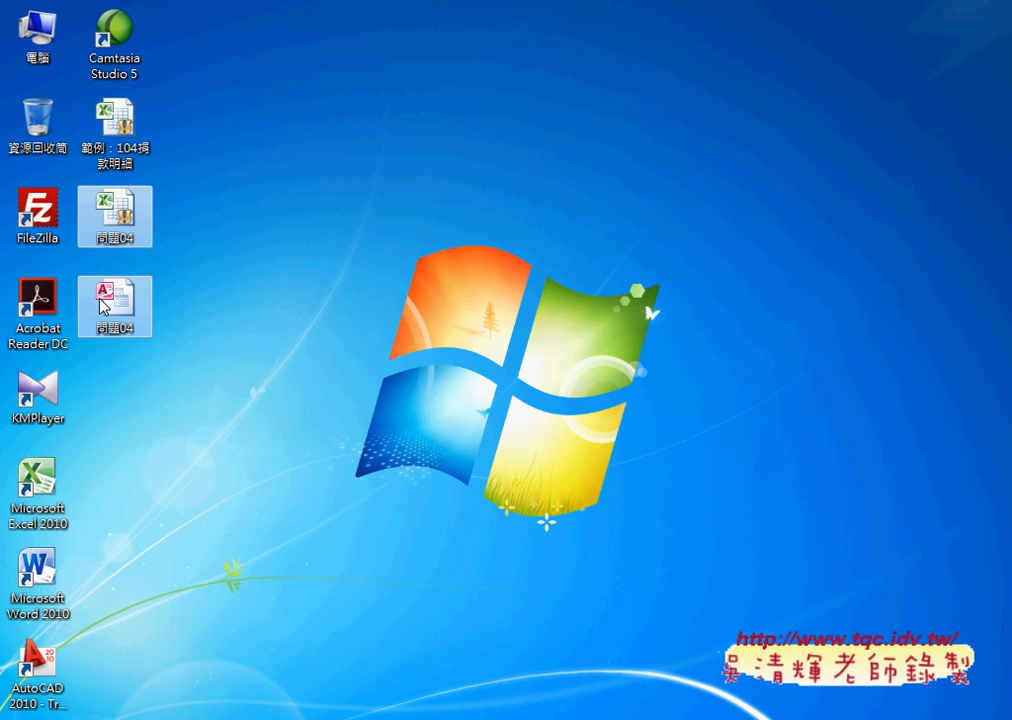 電腦
Camtasia
Studio 5
資源回收筒
範例：104捐
款明細
FileZilla
問題04
Acrobat
Reader DC
問題04
KMPlayer
Microsoft
Excel 2010
Microsoft
Word 2010
AutoCAD
2010 - Tr...
http://www.tqc.idv.tw/
吳清輝老師錄製